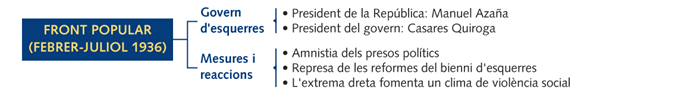 FRONT POPULAR
(FEBRER-JULIOL 1936)
Govern
d'esquerres
• President de la República: Manuel Azaña
• President del govern: Casares Quiroga
Mesures i
reaccions
• Amnistia dels presos polítics
• Represa de les reformes del bienni d'esquerres
• L'extrema dreta fomenta un clima de violència social